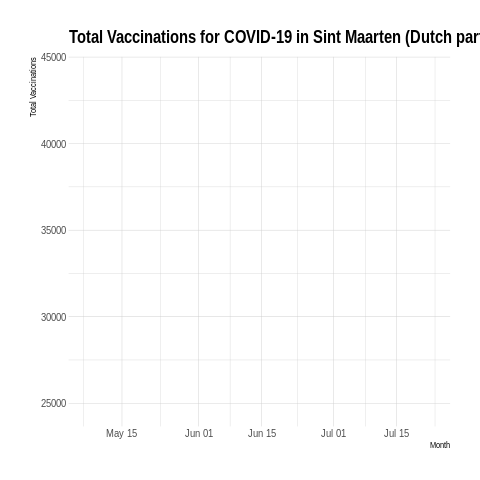 Total Vaccinations for COVID-19 in Sint Maarten (Dutch par
Total Vaccinations
45000
40000
35000
30000
25000
May 15 Jun 01 Jun 15 Jul 01 Jul 15
Month